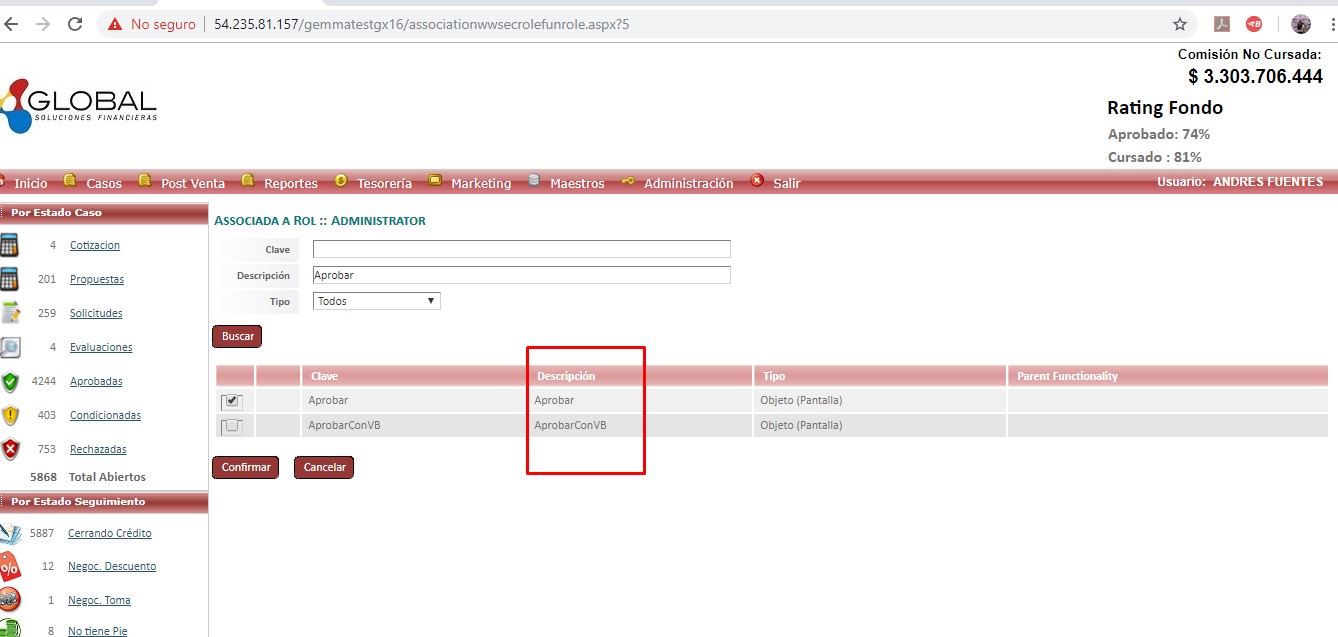 No seguro 54.235.81.157/gemmatestgx16/associationwwsecrolefunrole.aspx?5
Comisión No Cursada:
$ 3.303.706.444
Rating Fondo
Aprobado: 74%
Cursado : 81%
GLOBAL
SOLUCIONES FINANCIERAS
Inicio Casos Post Venta Reportes Tesorería Marketing Maestros Administración Salir Usuario: ANDRES FUENTES
Por Estado Caso
4 Cotizacion
201 Propuestas
259 Solicitudes
4 Evaluaciones
4244 Aprobadas
403 Condicionadas
753 Rechazadas
5868 Total Abiertos
Por Estado Seguimiento
5887 Cerrando Crédito
12 Negoc. Descuento
1 Negoc. Toma
8 No tiene Pie
ASSOCIADA A ROL :: ADMINISTRATOR
Clave
Descripción Aprobar
Tipo Todos
Buscar
Clave Descripción Tipo Parent Functionality
Aprobar Aprobar Objeto (Pantalla)
AprobarConVB AprobarConVB Objeto (Pantalla)
Confirmar Cancelar